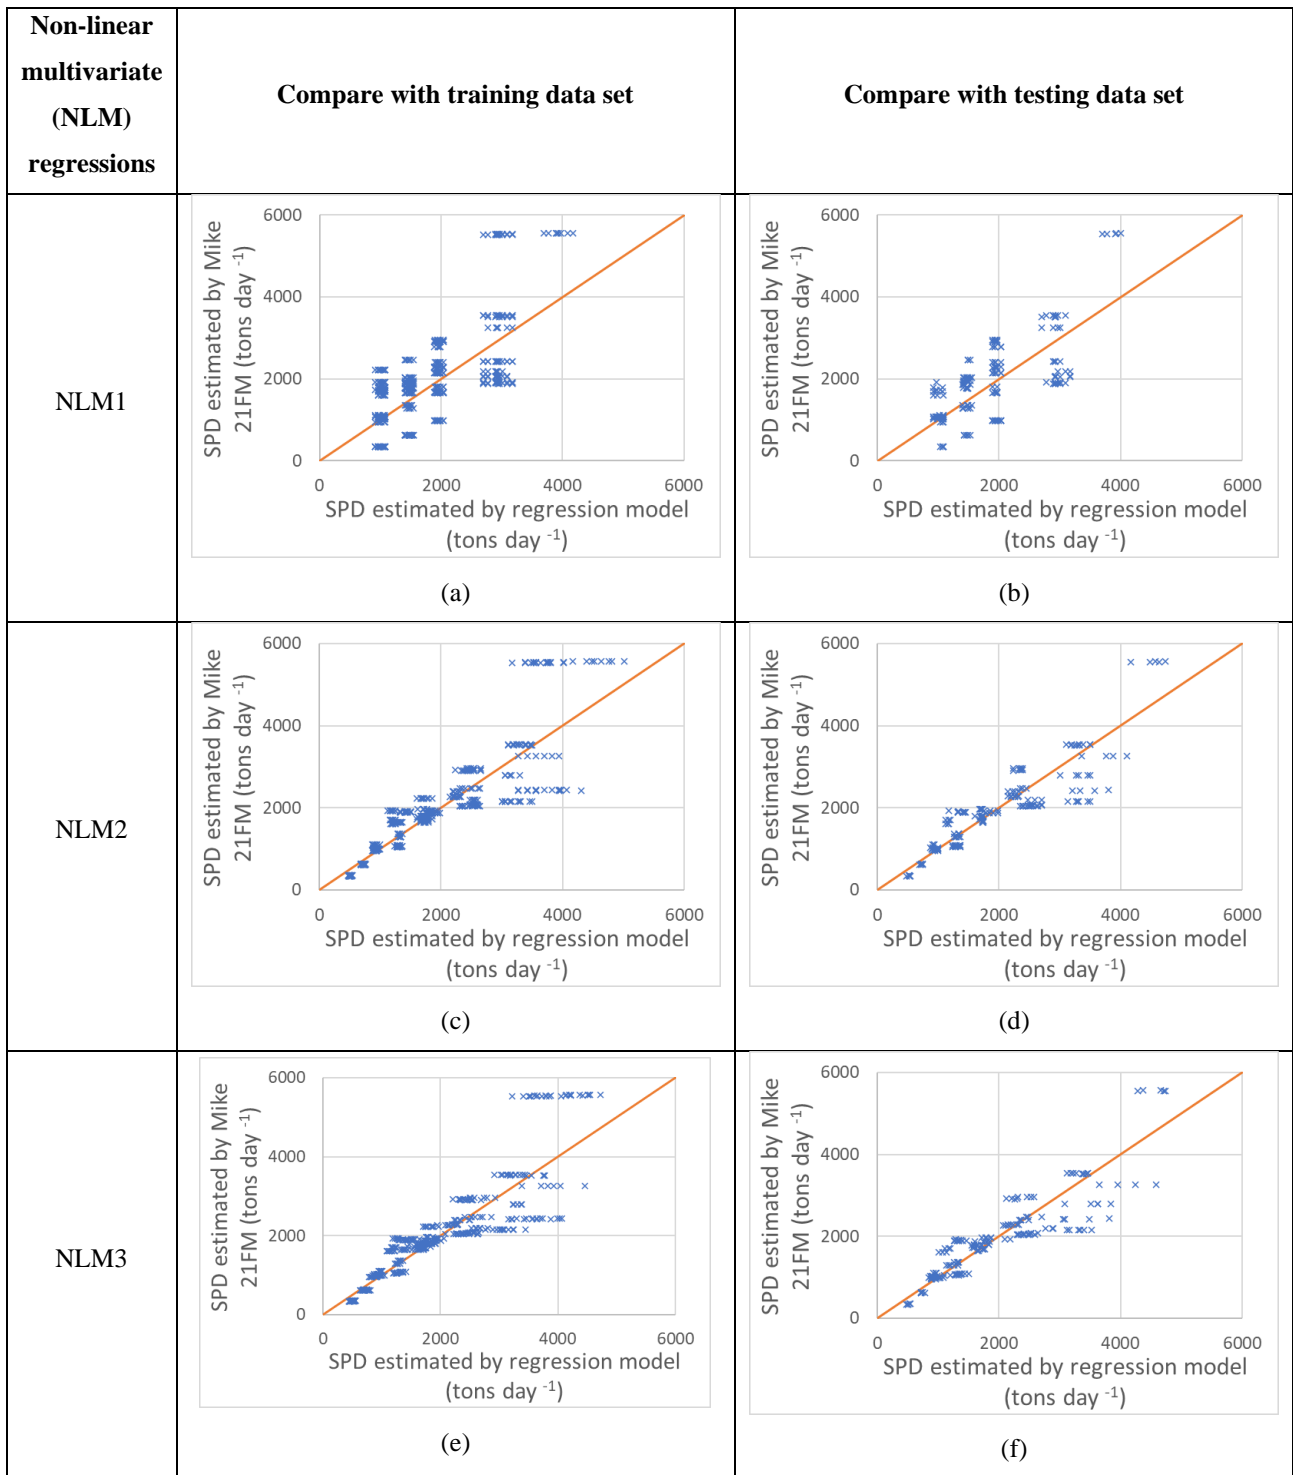 Non-linear
multivariate
(NLM)
regressions
Compare with training data set
Compare with testing data set
NLM1
SPD estimated by Mike
21FM (tons day -1)
6000
4000
2000
0
0 2000 4000 6000
SPD estimated by regression model
(tons day -1)
(a)
SPD estimated by Mike
21FM (tons day -1)
6000
4000
2000
0
0 2000 4000 6000
SPD estimated by regression model
(tons day -1)
(b)
NLM2
SPD estimated by Mike
21FM (tons day -1)
6000
4000
2000
0
0 2000 4000 6000
SPD estimated by regression model
(tons day -1)
(c)
SPD estimated by Mike
21FM (tons day -1)
6000
4000
2000
0
0 2000 4000 6000
SPD estimated by regression model
(tons day -1)
(d)
NLM3
SPD estimated by Mike
21FM (tons day -1)
6000
4000
2000
0
0 2000 4000 6000
SPD estimated by regression model
(tons day -1)
(e)
SPD estimated by Mike
21FM (tons day -1)
6000
4000
2000
0
0 2000 4000 6000
SPD estimated by regression model
(tons day -1)
(f)